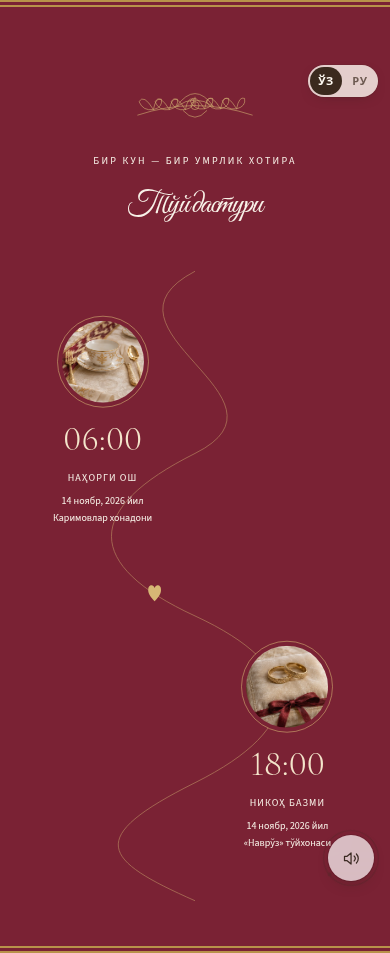 ЎЗ РУ
БИР КУН — БИР УМРЛИК ХОТИРА
Тўй дастури
06:00
НАҲОРГИ ОШ
14 ноябр, 2026 йил
Каримовлар хонадони
18:00
НИКОҲ БАЗМИ
14 ноябр, 2026 йил
«Наврўз» тўйхонаси